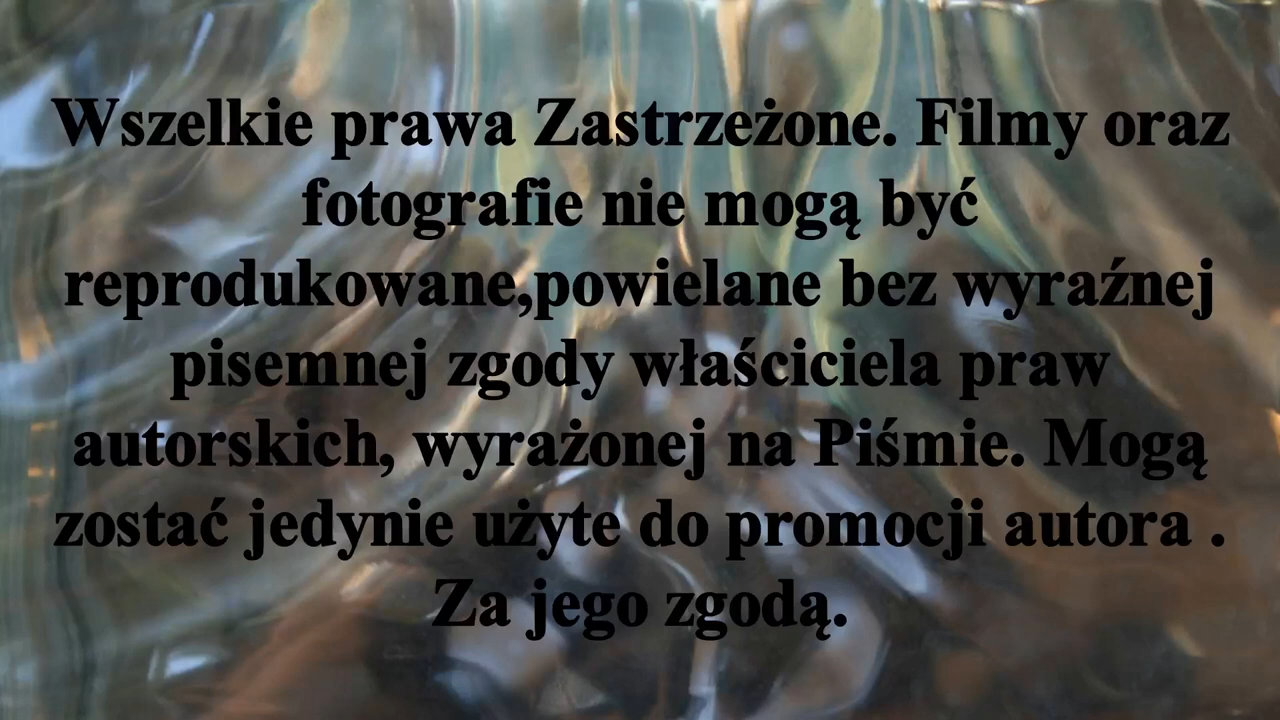 Wszelkie prawa Zastrzeżone. Filmy oraz
fotografie nie mogą być
reprodukowane,powielane bez wyraźnej
pisemnej zgody właściciela praw
autorskich, wyrażonej na Piśmie. Mogą
zostać jedynie użyte do promocji autora .
Za jego zgodą.